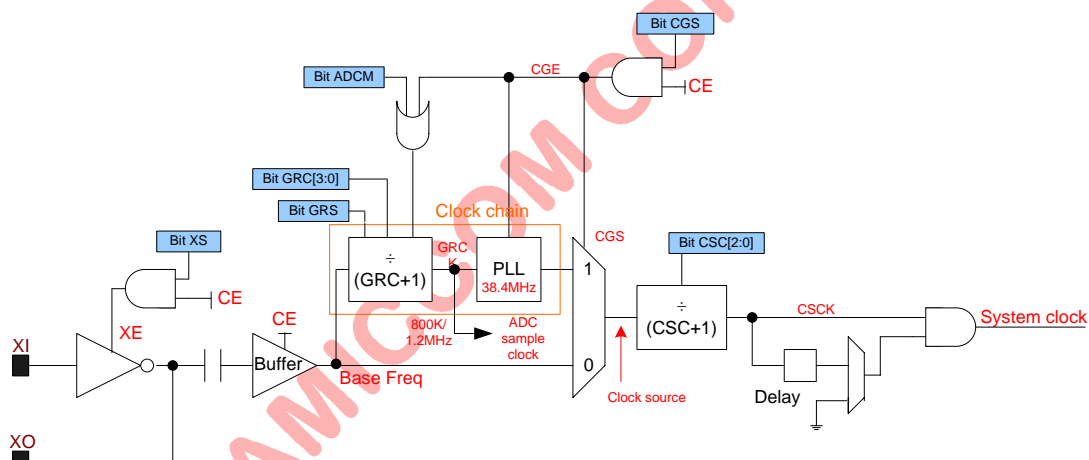 Bit CGS
Bit ADCM
CGE
CE
Bit GRC[3:0]
Bit GRS
Clock chain
Bit XS
CGS
Bit CSC[2:0]
÷
(GRC+1)
GRC
K
PLL
38.4MHz
1
÷
(CSC+1)
CSCK
System clock
CE
XE
CE
800K/
1.2MHz
ADC
sample
clock
XI
Buffer
Base Freq
0
Clock source
Delay
XO
AMICCOM CO